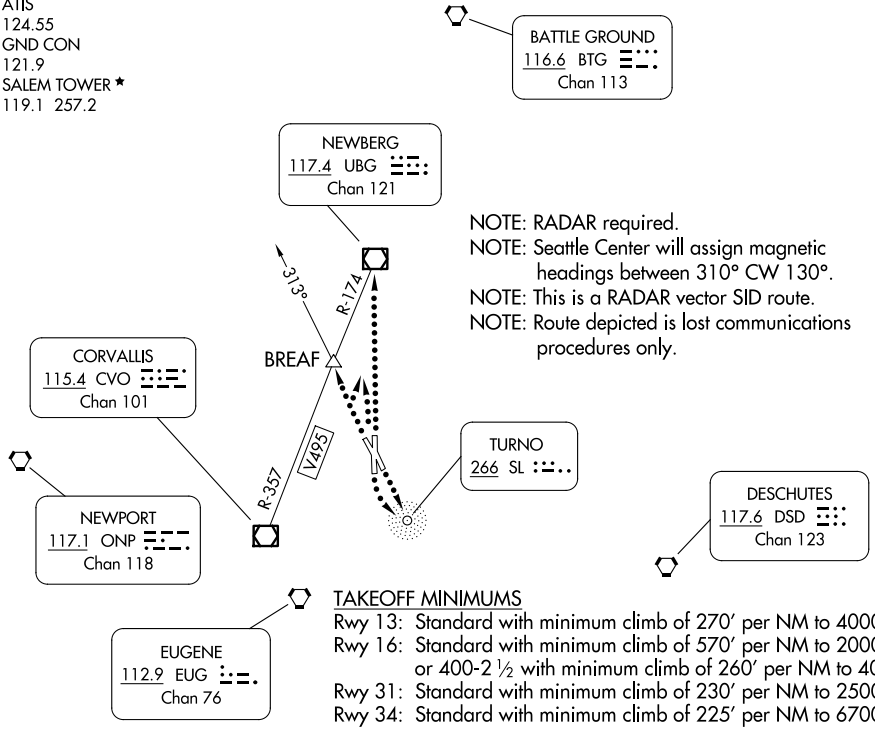 ATIS
124.55
GND CON
121.9
SALEM TOWER ★
119.1 257.2
BATTLE GROUND
116.6 BTG
Chan 113
NEWBERG
117.4 UBG
Chan 121
NOTE: RADAR required.
NOTE: Seattle Center will assign magnetic
headings between 310° CW 130°.
NOTE: This is a RADAR vector SID route.
NOTE: Route depicted is lost communications
procedures only.
313°
R-174
BREAF
CORVALLIS
115.4 CVO
Chan 101
V495
R-357
TURNO
266 SL
NEWPORT
117.1 ONP
Chan 118
DESCHUTES
117.6 DSD
Chan 123
EUGENE
112.9 EUG
Chan 76
TAKEOFF MINIMUMS
Rwy 13: Standard with minimum climb of 270' per NM to 4000
Rwy 16: Standard with minimum climb of 570' per NM to 2000
or 400-2 ½ with minimum climb of 260' per NM to 40
Rwy 31: Standard with minimum climb of 230' per NM to 2500
Rwy 34: Standard with minimum climb of 225' per NM to 6700